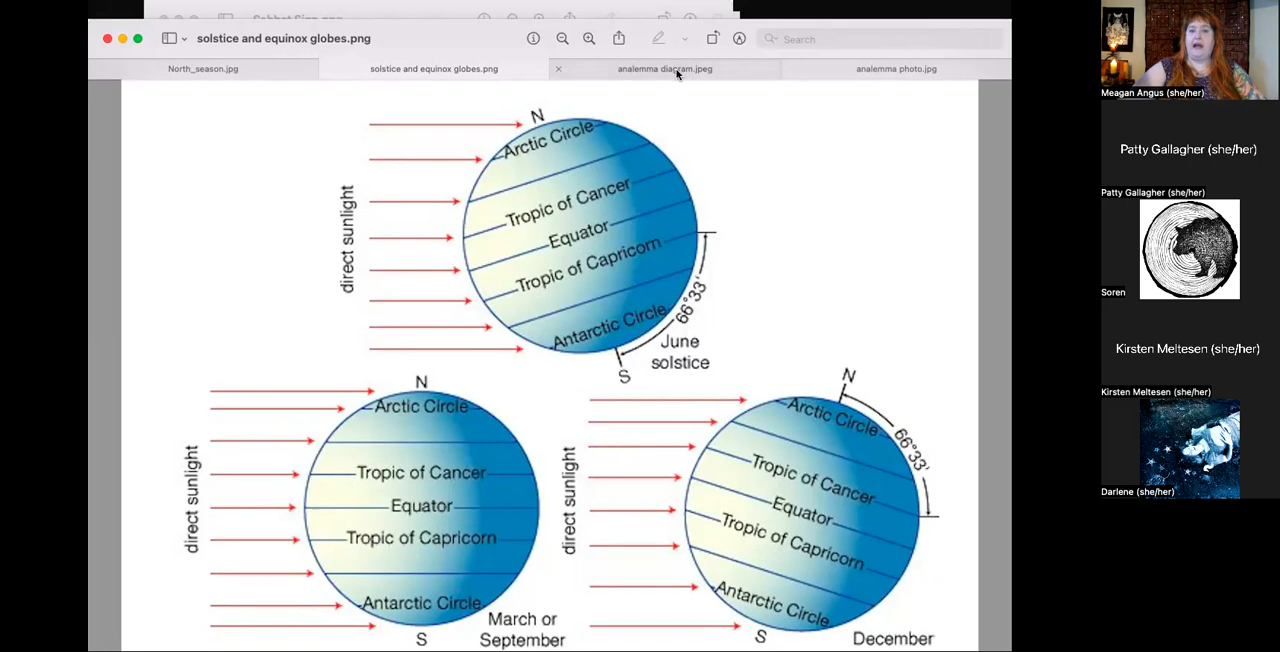 Sabbat Sign.png
solstice and equinox globes.png
Search
North_season.jpg
solstice and equinox globes.png
analemma diagram.jpeg
analemma photo.jpg
N
Arctic Circle
Tropic of Cancer
Equator
Tropic of Capricorn
Antarctic Circle
direct sunlight
66°33'
June
solstice
S
N
Arctic Circle
Tropic of Cancer
Equator
Tropic of Capricorn
Antarctic Circle
direct sunlight
S
March or
September
N
Arctic Circle
Tropic of Cancer
Equator
Tropic of Capricorn
Antarctic Circle
direct sunlight
66°33'
S
December
Meagan Angus (she/her)
Patty Gallagher (she/her)
Patty Gallagher (she/her)
Soren
Kirsten Meltesen (she/her)
Kirsten Meltesen (she/her)
Darlene (she/her)